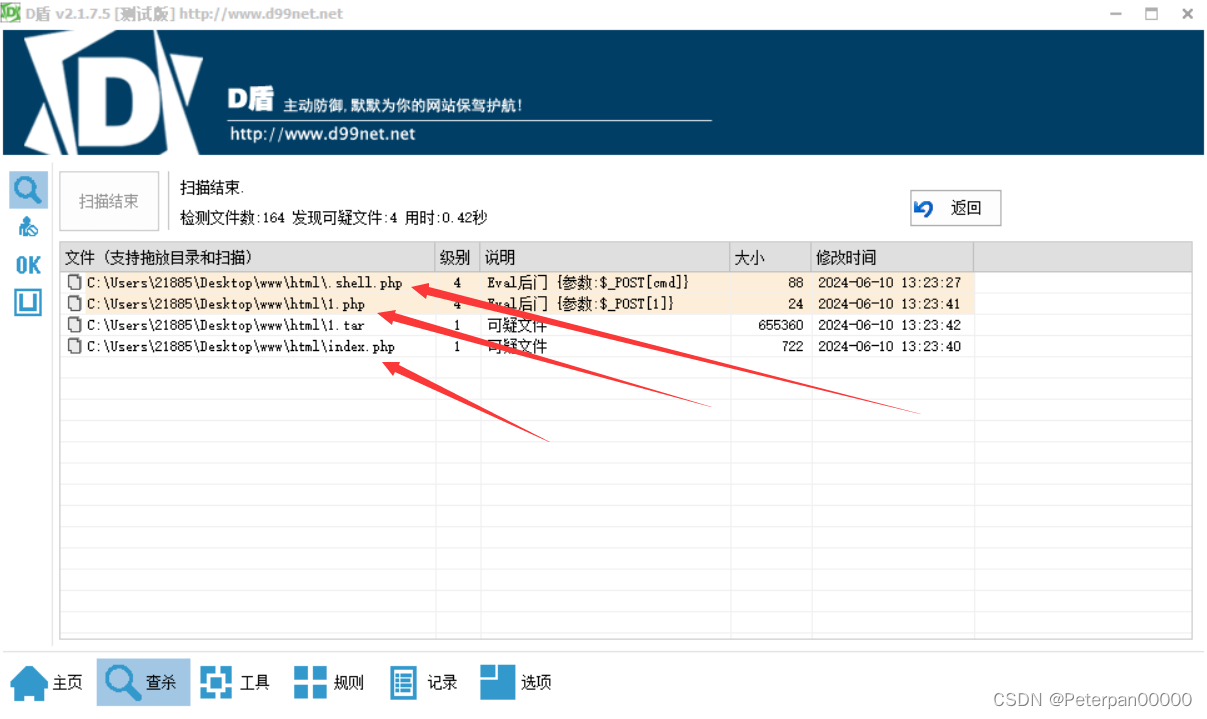 D盾 v2.1.7.5 [测试版] http://www.d99net.net
D盾 主动防御,默默为你的网站保驾护航!
http://www.d99net.net
扫描结束
扫描结束.
检测文件数:164 发现可疑文件:4 用时:0.42秒
返回
文件 (支持拖放目录和扫描) 级别 说明 大小 修改时间
C:\Users\21885\Desktop\www\html\.shell.php 4 Eval后门 {参数:$_POST[cmd]} 88 2024-06-10 13:23:27
C:\Users\21885\Desktop\www\html\1.php 4 Eval后门 {参数:$_POST[1]} 24 2024-06-10 13:23:41
C:\Users\21885\Desktop\www\html\1.tar 1 可疑文件 655360 2024-06-10 13:23:42
C:\Users\21885\Desktop\www\html\index.php 1 可疑文件 722 2024-06-10 13:23:40
OK
主页 查杀 工具 规则 记录 选项
CSDN @Peterpan00000